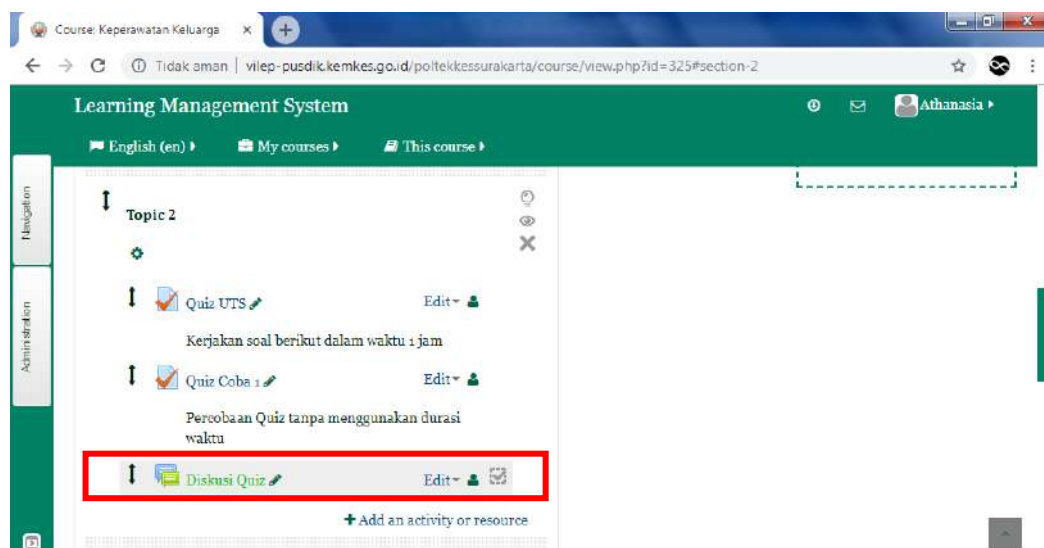 Course: Keperawatan Keluarga
Tidak aman | vilep-pusdik.kemkes.go.id/poltekkessurakarta/course/view.php?id=325#section-2
Learning Management System
Athanasia
English (en)
My courses
This course
Navigation
Administration
Topic 2
Quiz UTS
Edit
Kerjakan soal berikut dalam waktu 1 jam
Quiz Coba 1
Edit
Percobaan Quiz tanpa menggunakan durasi
waktu
Diskusi Quiz
Edit
Add an activity or resource